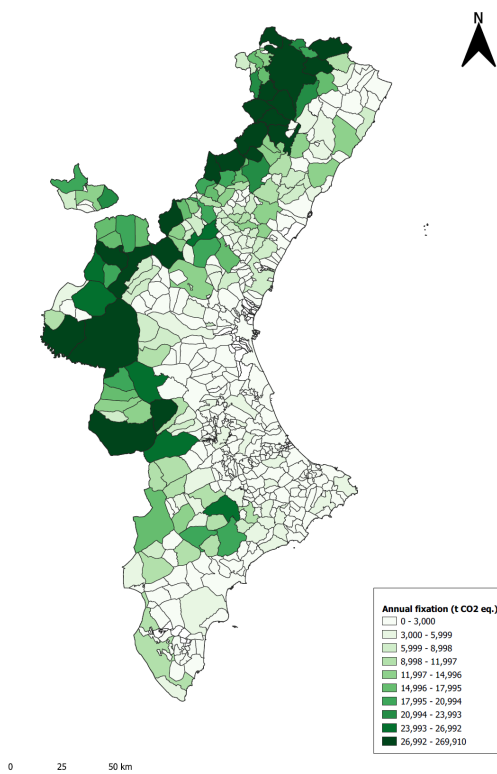 N
Annual fixation (t CO2 eq.)
0 - 3,000
3,000 - 5,999
5,999 - 8,998
8,998 - 11,997
11,997 - 14,996
14,996 - 17,995
17,995 - 20,994
20,994 - 23,993
23,993 - 26,992
26,992 - 269,910
0 25 50 km